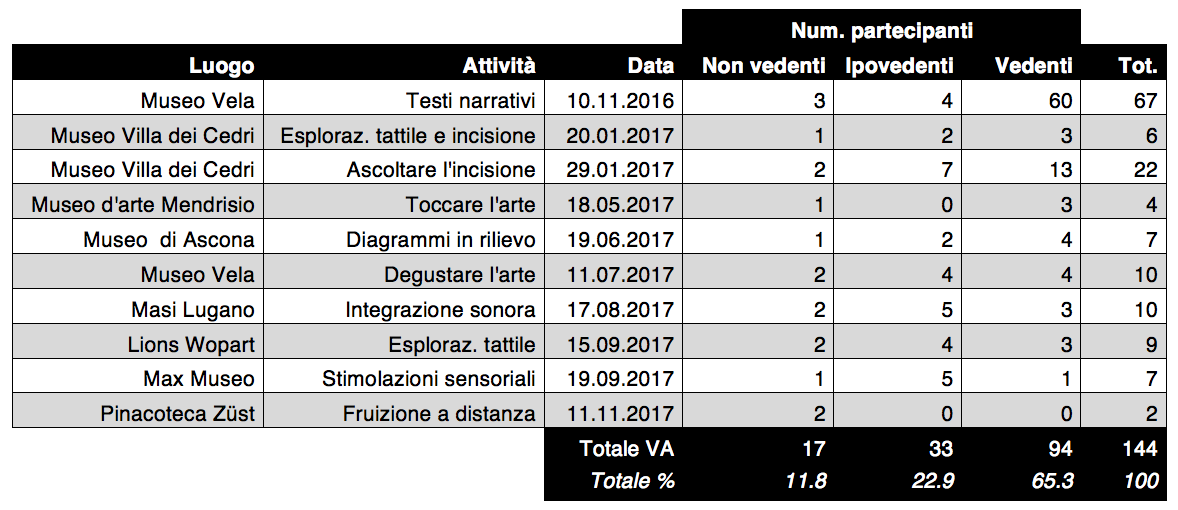 Num. partecipanti
Luogo Attività Data Non vedenti Ipovedenti Vedenti Tot.
Museo Vela Testi narrativi 10.11.2016 3 4 60 67
Museo Villa dei Cedri Esploraz. tattile e incisione 20.01.2017 1 2 3 6
Museo Villa dei Cedri Ascoltare l'incisione 29.01.2017 2 7 13 22
Museo d'arte Mendrisio Toccare l'arte 18.05.2017 1 0 3 4
Museo di Ascona Diagrammi in rilievo 19.06.2017 1 2 4 7
Museo Vela Degustare l'arte 11.07.2017 2 4 4 10
Masi Lugano Integrazione sonora 17.08.2017 2 5 3 10
Lions Wopart Esploraz. tattile 15.09.2017 2 4 3 9
Max Museo Stimolazioni sensoriali 19.09.2017 1 5 1 7
Pinacoteca Züst Fruizione a distanza 11.11.2017 2 0 0 2
Totale VA 17 33 94 144
Totale % 11.8 22.9 65.3 100